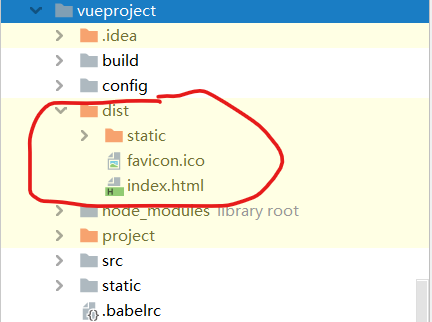 vueproject
.idea
build
config
dist
static
favicon.ico
index.html
node_modules library root
project
src
static
.babelrc